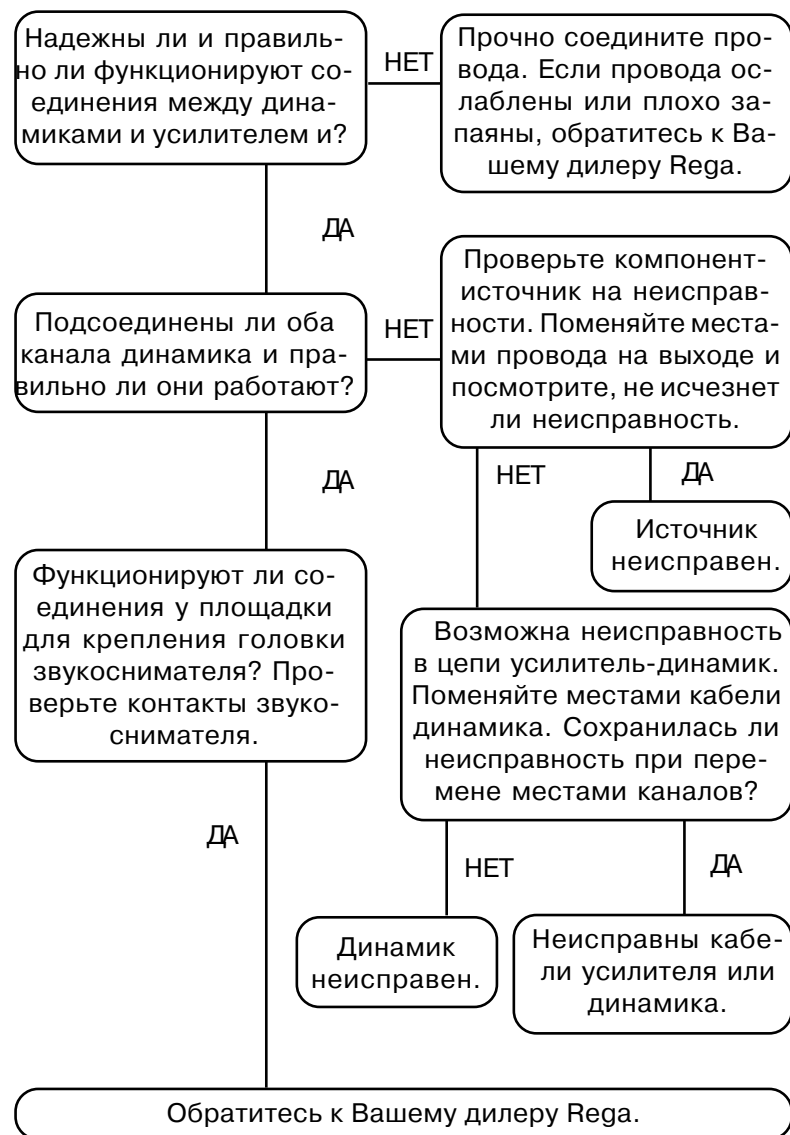 Надежны ли и правиль-
но ли функционируют со-
единения между дина-
миками и усилителем и?
НЕТ
Прочно соедините про-
вода. Если провода ос-
лаблены или плохо за-
паяны, обратитесь к Ва-
шему дилеру Rega.
ДА
Подсоединены ли оба
канала динамика и пра-
вильно ли они работают?
НЕТ
Проверьте компонент-
источник на неисправ-
ности. Поменяйте места-
ми провода на выходе и
посмотрите, не исчезнет
ли неисправность.
ДА
НЕТ
ДА
Источник
неисправен.
Функционируют ли со-
единения у площадки
для крепления головки
звукоснимателя? Про-
верьте контакты звуко-
снимателя.
Возможна неисправность
в цепи усилитель-динамик.
Поменяйте местами кабели
динамика. Сохранилась ли
неисправность при пере-
мене местами каналов?
ДА
НЕТ
ДА
Динамик
неисправен.
Неисправны кабе-
ли усилителя или
динамика.
Обратитесь к Вашему дилеру Rega.